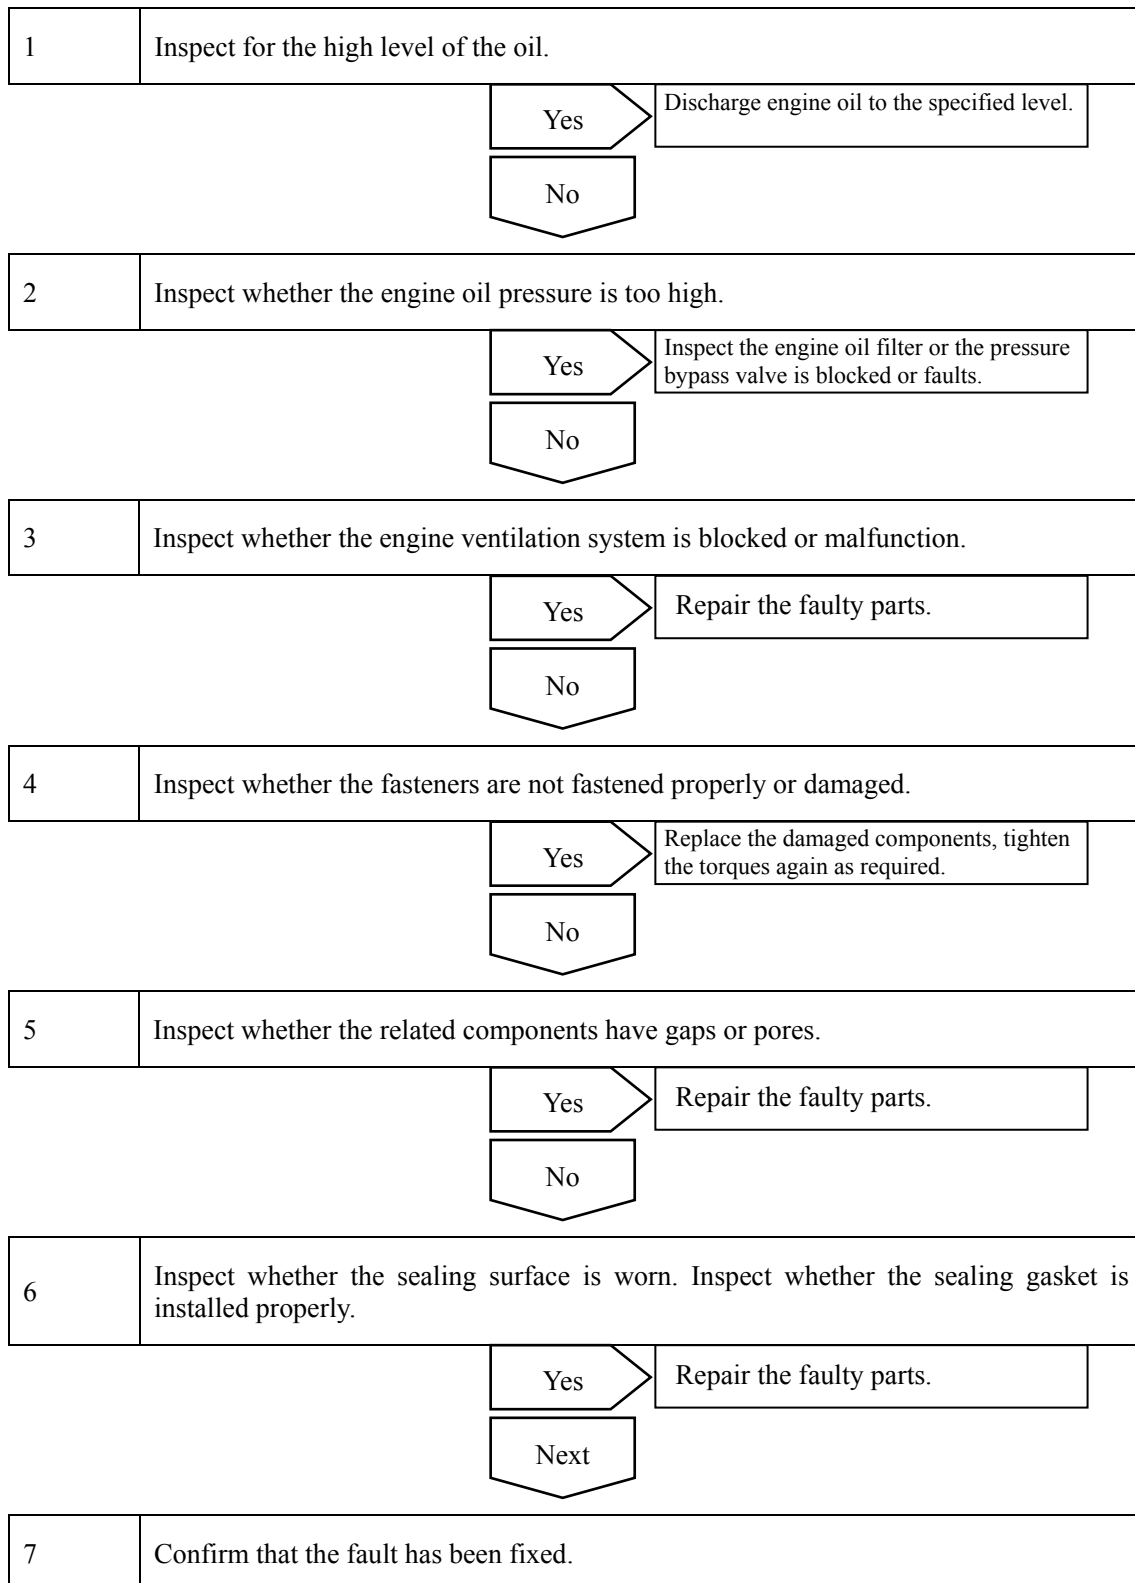 1
Inspect for the high level of the oil.
Yes
Discharge engine oil to the specified level.
No
2
Inspect whether the engine oil pressure is too high.
Yes
Inspect the engine oil filter or the pressure
bypass valve is blocked or faults.
No
3
Inspect whether the engine ventilation system is blocked or malfunction.
Yes
Repair the faulty parts.
No
4
Inspect whether the fasteners are not fastened properly or damaged.
Yes
Replace the damaged components, tighten
the torques again as required.
No
5
Inspect whether the related components have gaps or pores.
Yes
Repair the faulty parts.
No
6
Inspect whether the sealing surface is worn. Inspect whether the sealing gasket is
installed properly.
Yes
Repair the faulty parts.
Next
7
Confirm that the fault has been fixed.